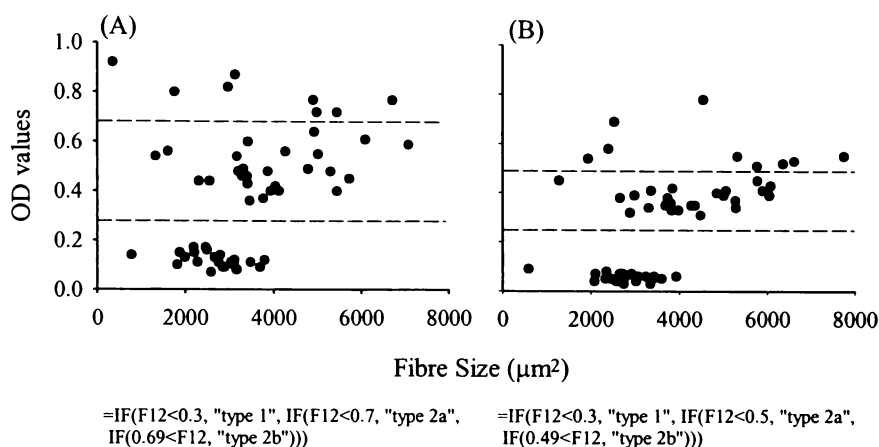 (A)
(B)
1.0
0.8
0.6
0.4
0.2
0.0
OD values
0 2000 4000 6000 8000
0 2000 4000 6000 8000
Fibre Size (μm²)
=IF(F12<0.3, "type 1", IF(F12<0.7, "type 2a",
IF(0.69<F12, "type 2b")))
=IF(F12<0.3, "type 1", IF(F12<0.5, "type 2a",
IF(0.49<F12, "type 2b")))